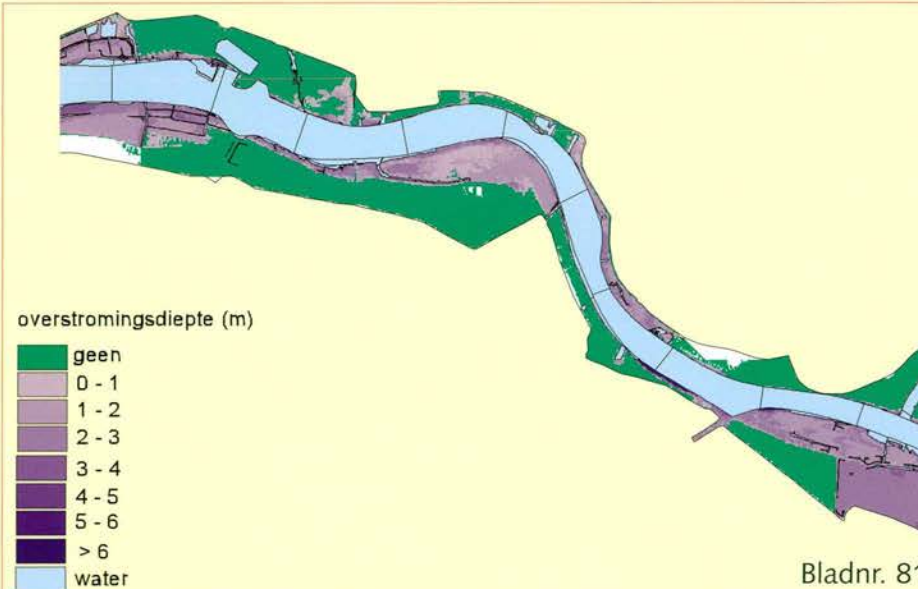 overstromingsdiepte (m)
geen
0 - 1
1 - 2
2 - 3
3 - 4
4 - 5
5 - 6
> 6
water
Bladnr. 81